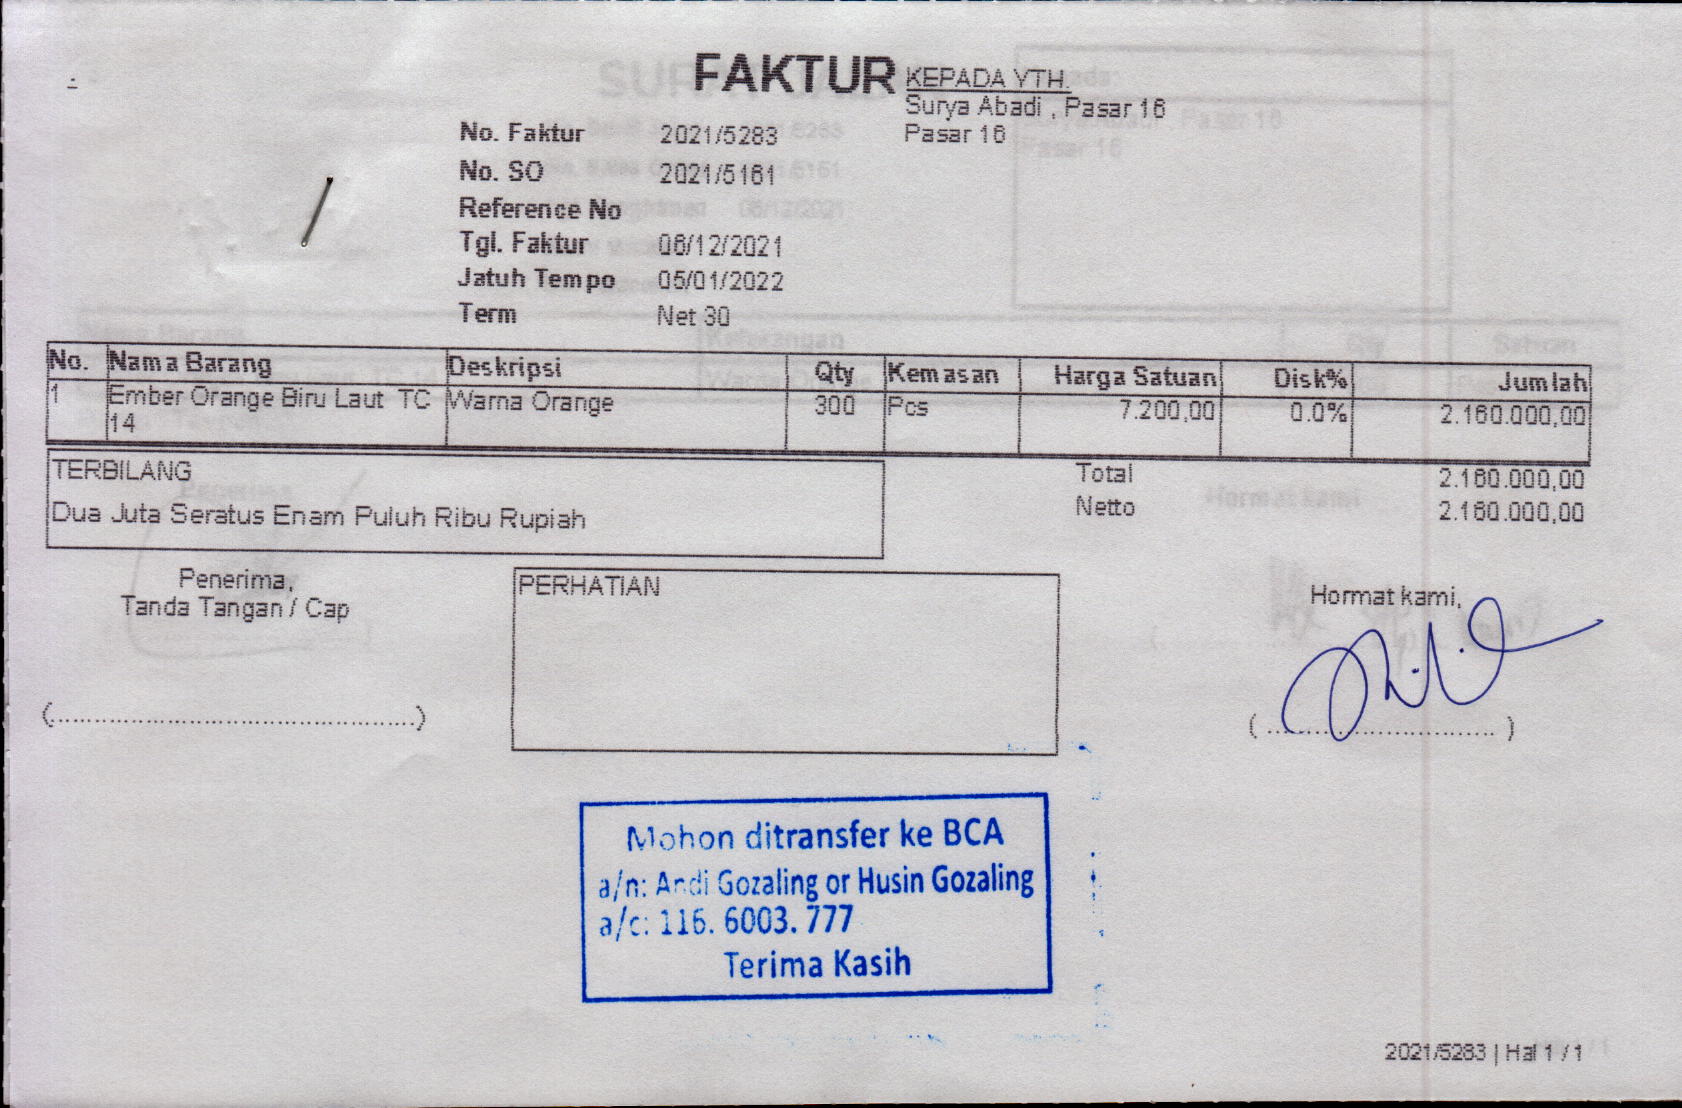 FAKTUR
KEPADA YTH.
Surya Abadi , Pasar 16
Pasar 16
No. Faktur 2021/5283
No. SO 2021/5161
Reference No
Tgl. Faktur 06/12/2021
Jatuh Tempo 05/01/2022
Term Net 30
No. Nama Barang Deskripsi Qty Kemasan Harga Satuan Disk% Jumlah
1 Ember Orange Biru Laut TC Warna Orange 300 Pcs 7.200,00 0.0% 2.160.000,00
14
TERBILANG
Dua Juta Seratus Enam Puluh Ribu Rupiah
Total 2.160.000,00
Netto 2.160.000,00
Penerima,
Tanda Tangan / Cap
PERHATIAN
Hormat kami,
Mohon ditransfer ke BCA
a/n: Andi Gozaling or Husin Gozaling
a/c: 116. 6003. 777
Terima Kasih
2021/5283 | Hal 1 / 1